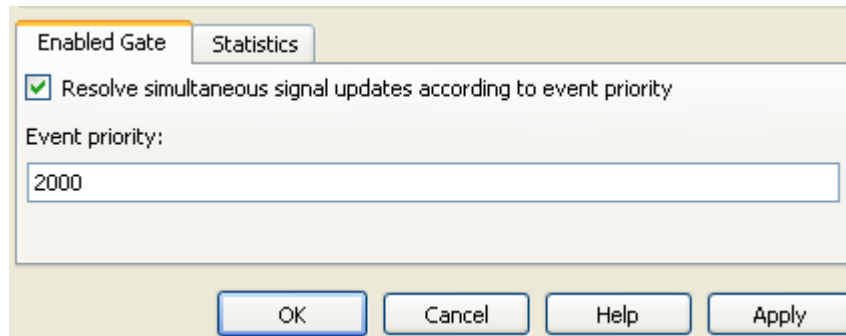 Enabled Gate Statistics
Resolve simultaneous signal updates according to event priority
Event priority:
2000
OK Cancel Help Apply